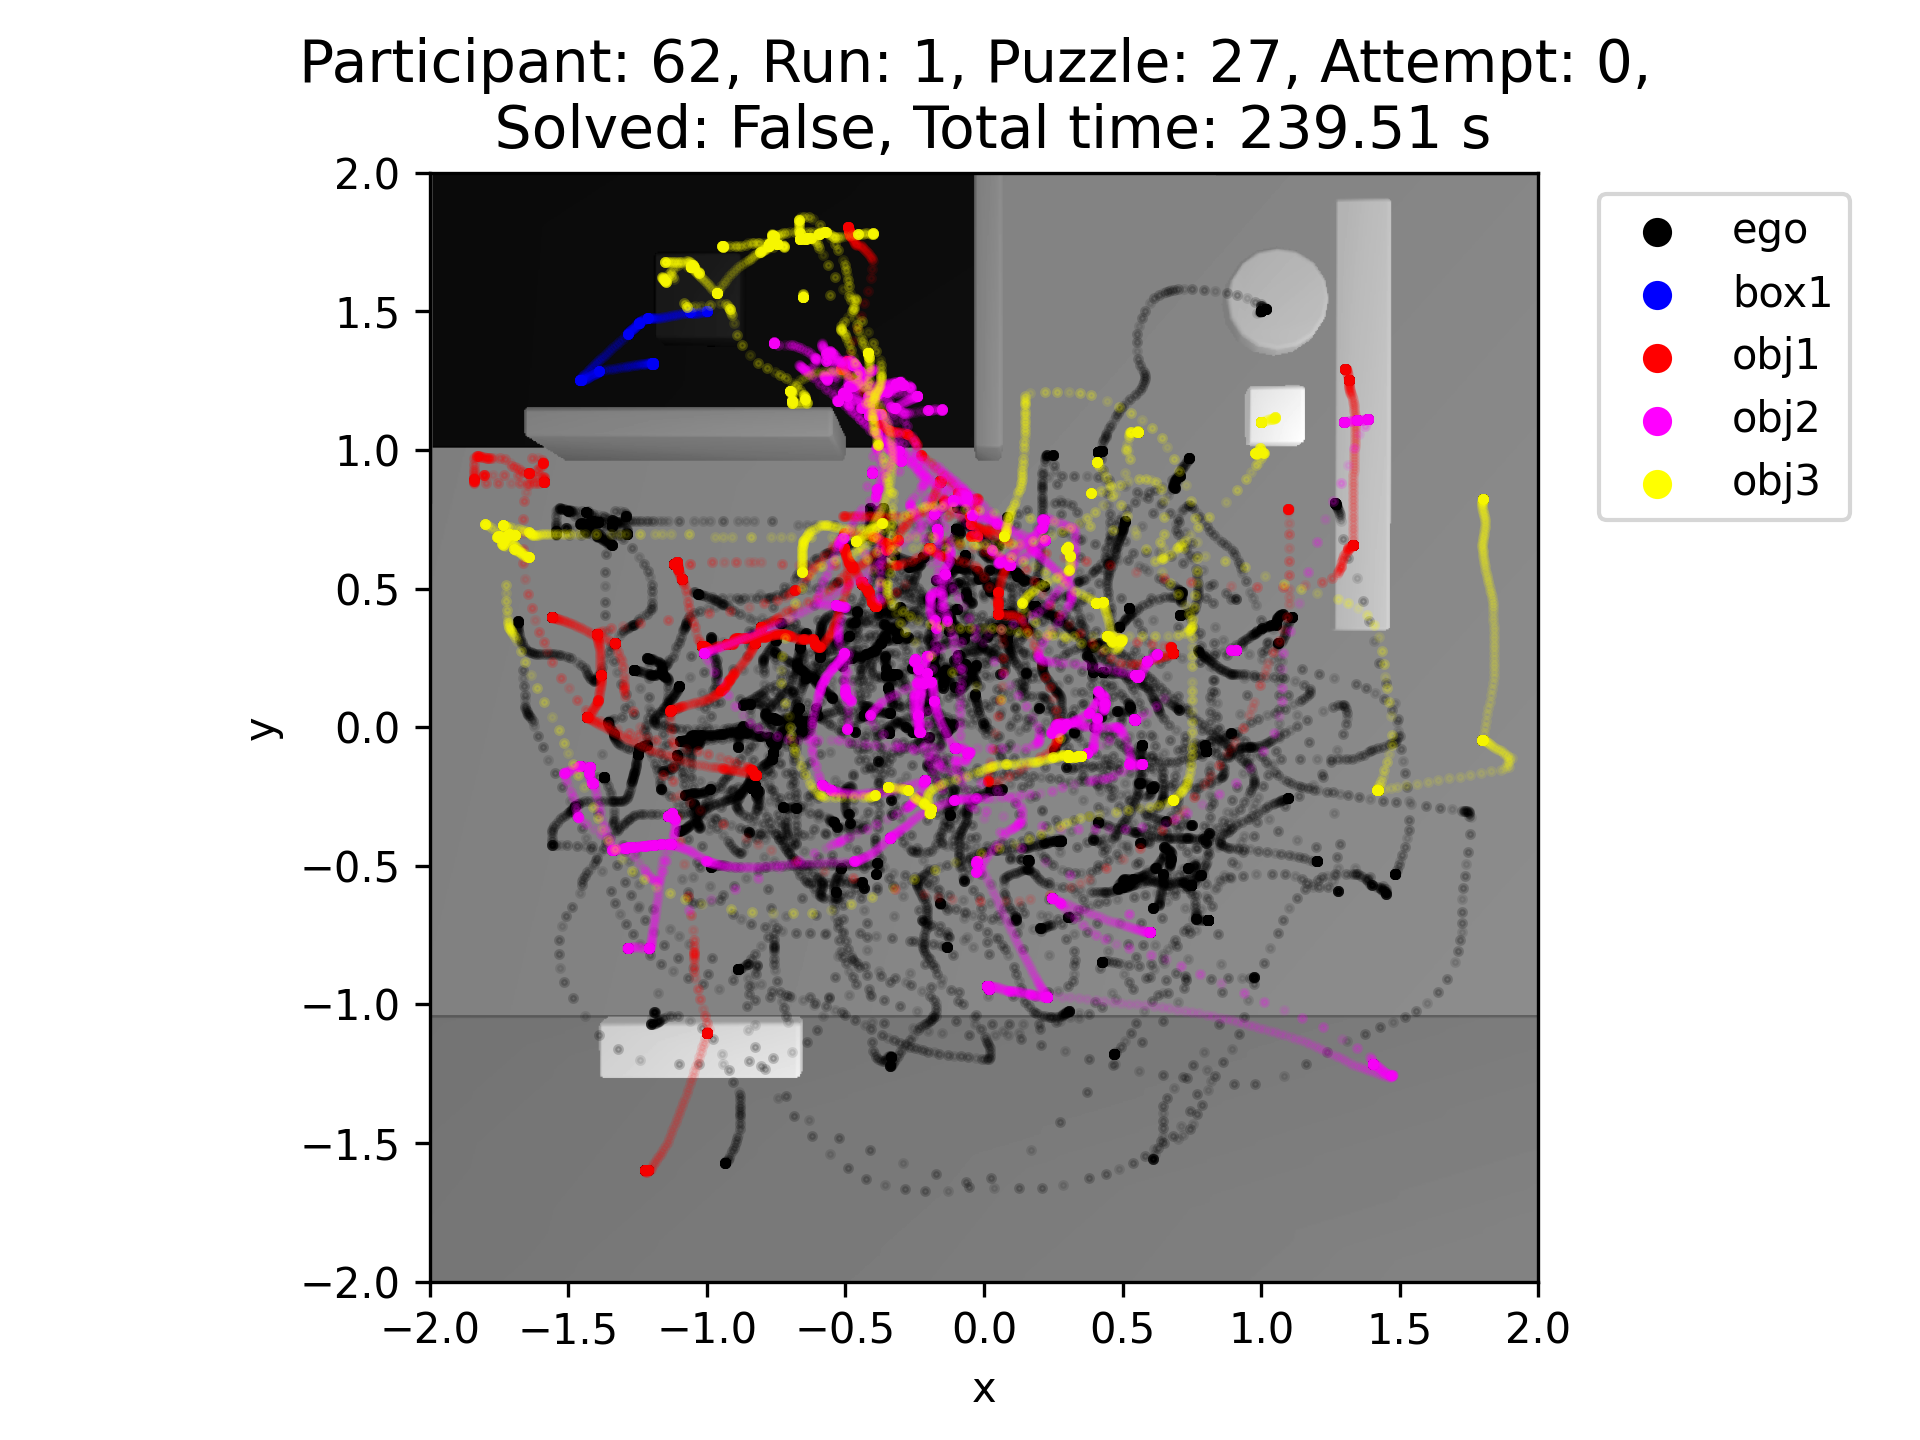 Participant: 62, Run: 1, Puzzle: 27, Attempt: 0,
Solved: False, Total time: 239.51 s
2.0
1.5
1.0
0.5
0.0
−0.5
−1.0
−1.5
−2.0
y
−2.0 −1.5 −1.0 −0.5 0.0 0.5 1.0 1.5 2.0
x
ego
box1
obj1
obj2
obj3